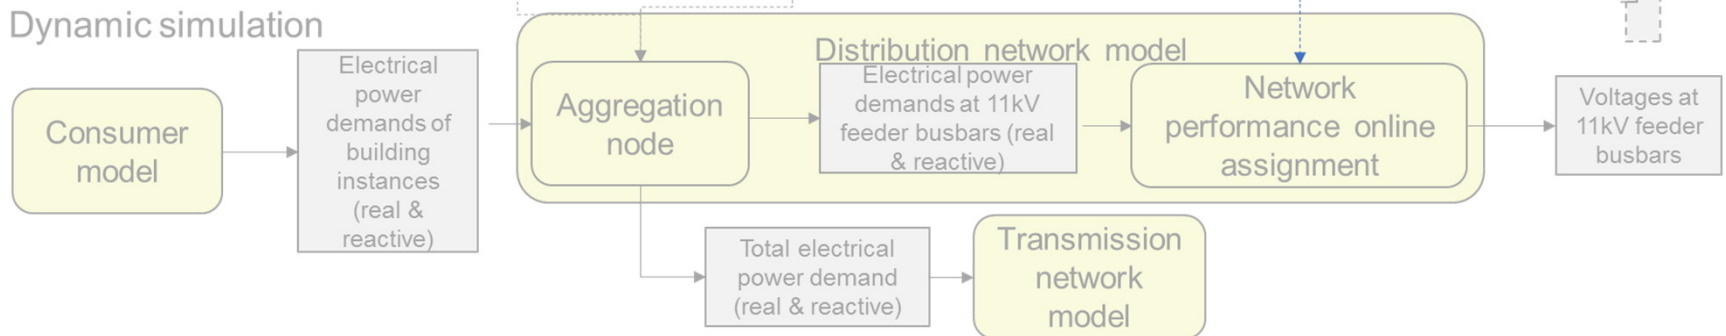 Dynamic simulation
Consumer
model
Electrical
power
demands of
building
instances
(real &
reactive)
Distribution network model
Aggregation
node
Electrical power
demands at 11kV
feeder busbars (real
& reactive)
Network
performance online
assignment
Voltages at
11kV feeder
busbars
Total electrical
power demand
(real & reactive)
Transmission
network
model